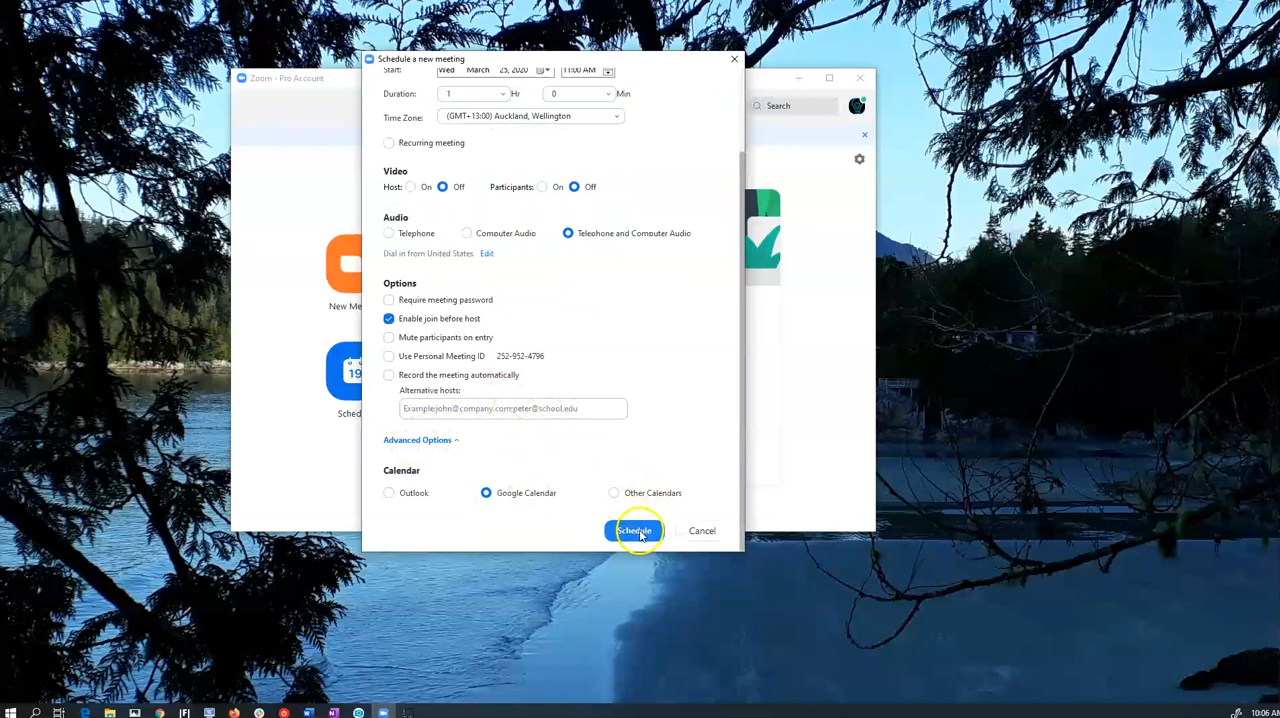 Schedule a new meeting
Zoom - Pro Account
Start: Wed March 25, 2020 11:00 AM
Search
Duration: 1 Hr 0 Min
Time Zone: (GMT+13:00) Auckland, Wellington
Recurring meeting
Video
Host: On Off Participants: On Off
Audio
Telephone Computer Audio Telephone and Computer Audio
Dial in from United States Edit
Options
Require meeting password
New Me
Enable join before host
Mute participants on entry
Use Personal Meeting ID 252-952-4796
19
Record the meeting automatically
Alternative hosts:
Example:john@company.com;peter@school.edu
Sched
Advanced Options
Calendar
Outlook Google Calendar Other Calendars
Schedule Cancel
10:06 AM